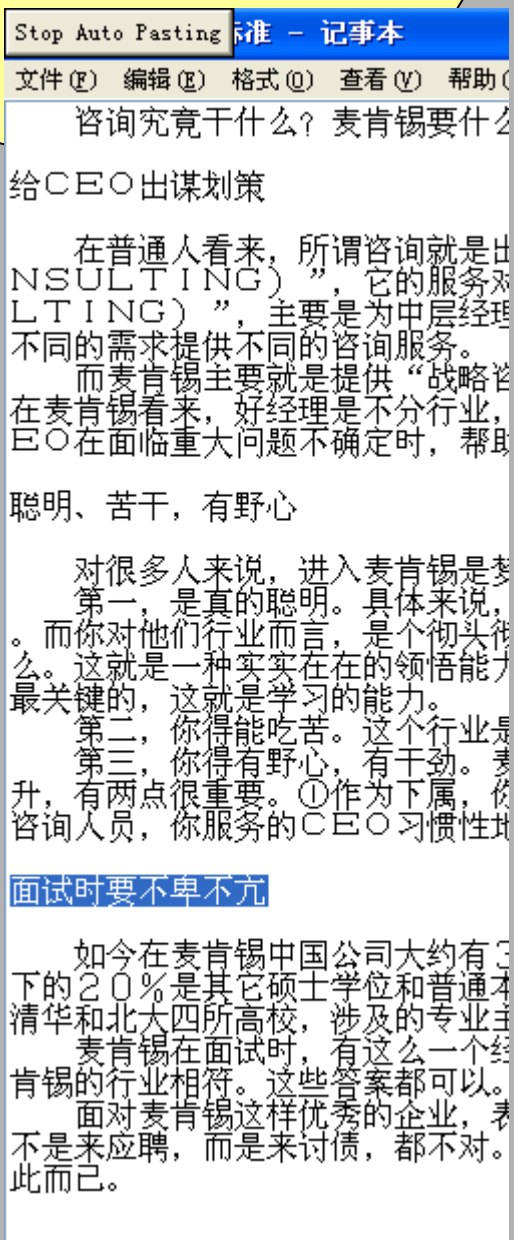 Stop Auto Pasting 标准 - 记事本
文件(F) 编辑(E) 格式(O) 查看(V) 帮助(
咨询究竟干什么？麦肯锡要什么
给ＣＥＯ出谋划策
在普通人看来，所谓咨询就是出
ＮＳＵＬＴＩＮＧ）”，它的服务对
ＬＴＩＮＧ）”，主要是为中层经理
不同的需求提供不同的咨询服务。
而麦肯锡主要就是提供“战略咨
在麦肯锡看来，好经理是不分行业，
ＥＯ在面临重大问题不确定时，帮助
聪明、苦干，有野心
对很多人来说，进入麦肯锡是梦
第一，是真的聪明。具体来说，
。而你对他们行业而言，是个彻头彻
么。这就是一种实实在在的领悟能力
最关键的，这就是学习的能力。
第二，你得能吃苦。这个行业是
第三，你得有野心，有干劲。麦
升，有两点很重要。①作为下属，你
咨询人员，你服务的ＣＥＯ习惯性地
面试时要不卑不亢
如今在麦肯锡中国公司大约有３
下的２０％是其它硕士学位和普通本
清华和北大四所高校，涉及的专业主
麦肯锡在面试时，有这么一个经
肯锡的行业相符。这些答案都可以。
面对麦肯锡这样优秀的企业，表
不是来应聘，而是来讨债，都不对。
此而已。